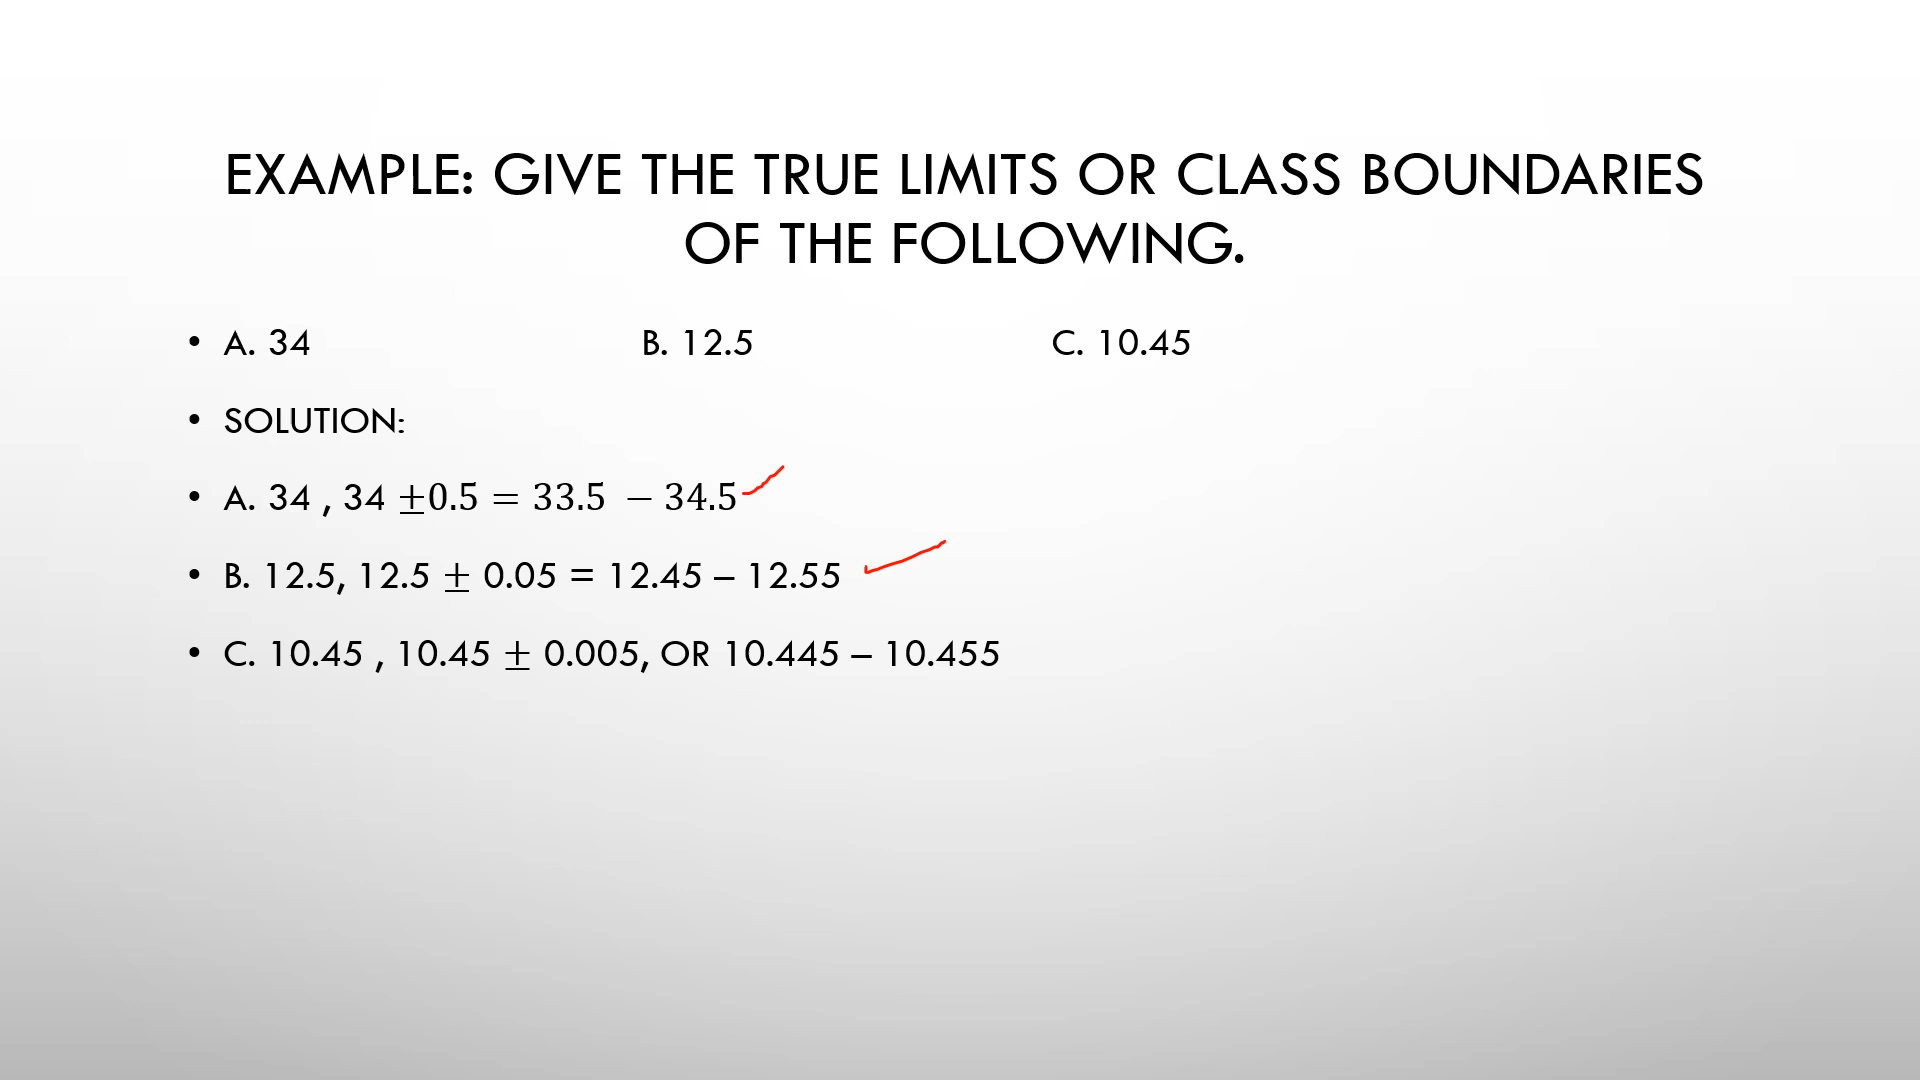 EXAMPLE: GIVE THE TRUE LIMITS OR CLASS BOUNDARIES
OF THE FOLLOWING.
• A. 34 B. 12.5 C. 10.45
• SOLUTION:
• A. 34 , 34 ±0.5 = 33.5 − 34.5
• B. 12.5, 12.5 ± 0.05 = 12.45 – 12.55
• C. 10.45 , 10.45 ± 0.005, OR 10.445 – 10.455